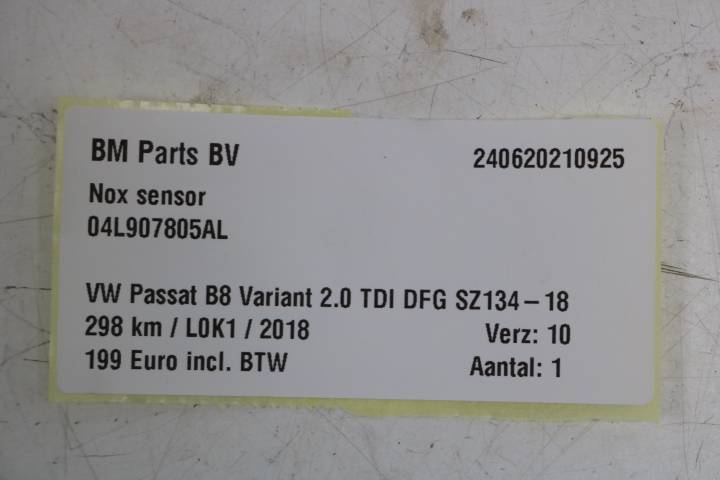 BM Parts BV 240620210925
Nox sensor
04L907805AL
VW Passat B8 Variant 2.0 TDI DFG SZ134-18
298 km / L0K1 / 2018 Verz: 10
199 Euro incl. BTW Aantal: 1